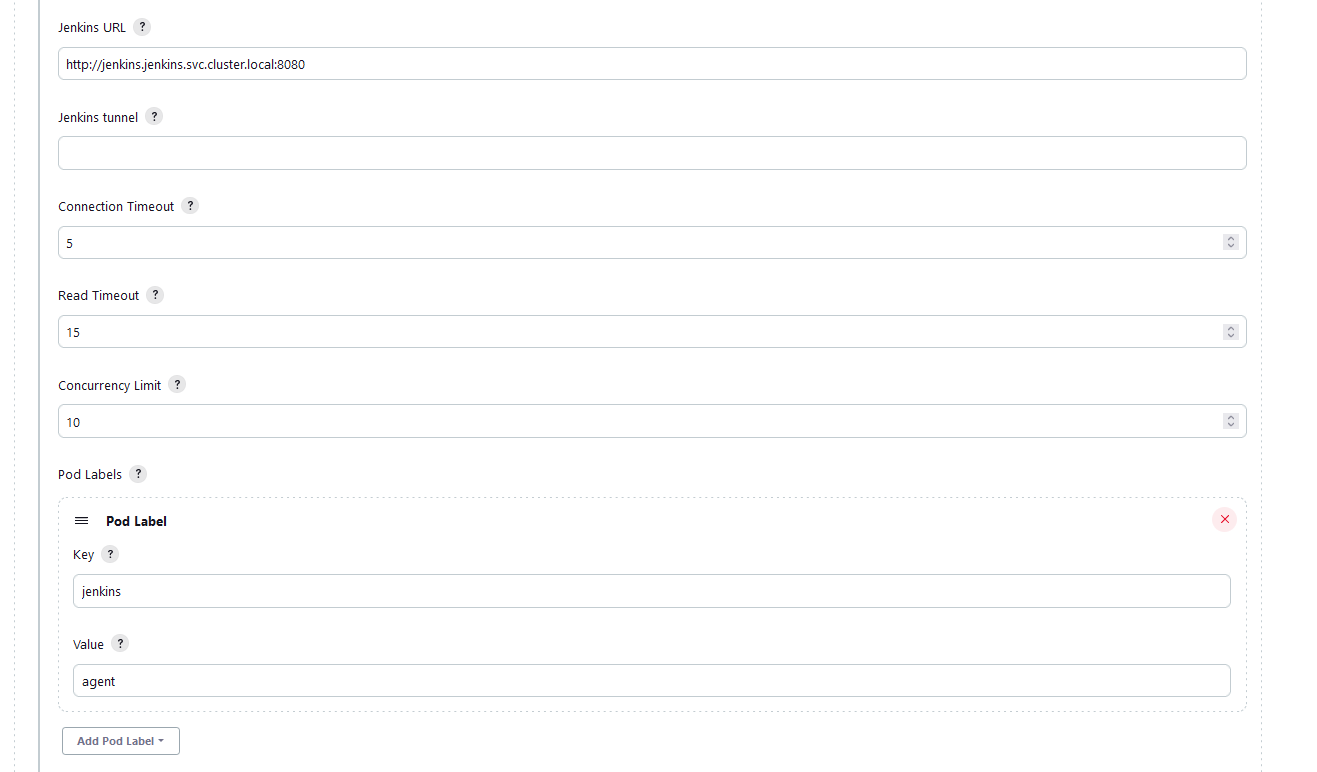 Jenkins URL ?
http://jenkins.jenkins.svc.cluster.local:8080
Jenkins tunnel ?
Connection Timeout ?
5
Read Timeout ?
15
Concurrency Limit ?
10
Pod Labels ?
Pod Label
Key ?
jenkins
Value ?
agent
Add Pod Label